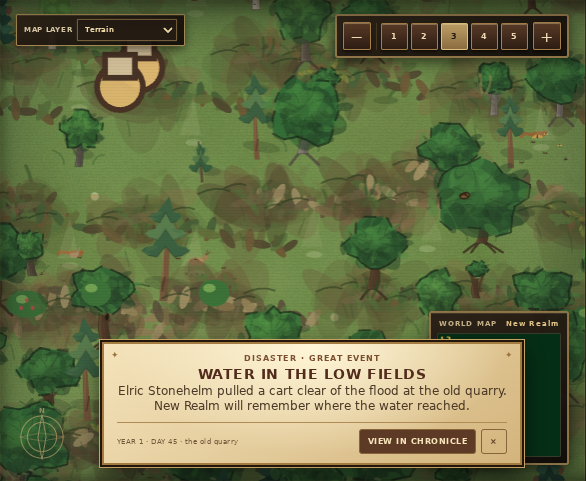 MAP LAYER Terrain
— 1 2 3 4 5 +
N
WORLD MAP New Realm
DISASTER · GREAT EVENT
WATER IN THE LOW FIELDS
Elric Stonehelm pulled a cart clear of the flood at the old quarry.
New Realm will remember where the water reached.
YEAR 1 · DAY 45 · the old quarry
VIEW IN CHRONICLE ×